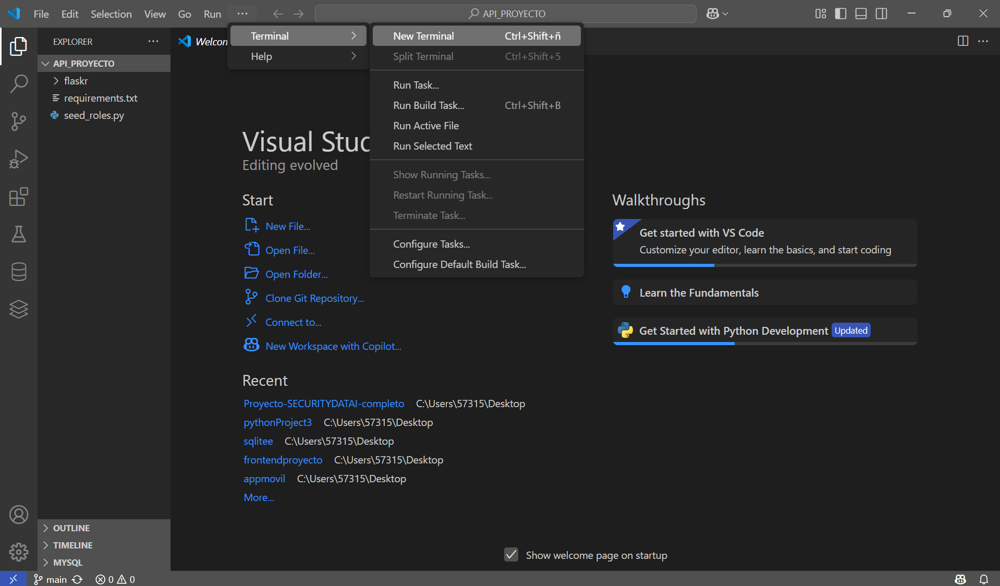 File Edit Selection View Go Run ... API_PROYECTO
EXPLORER ...
API_PROYECTO
flaskr
requirements.txt
seed_roles.py
OUTLINE
TIMELINE
MYSQL
Welcom
Terminal
Help
New Terminal Ctrl+Shift+ñ
Split Terminal Ctrl+Shift+5
Run Task...
Run Build Task... Ctrl+Shift+B
Run Active File
Run Selected Text
Show Running Tasks...
Restart Running Task...
Terminate Task...
Configure Tasks...
Configure Default Build Task...
Visual Stud
Editing evolved
Start
New File...
Open File...
Open Folder...
Clone Git Repository...
Connect to...
New Workspace with Copilot...
Recent
Proyecto-SECURITYDATAI-completo C:\Users\57315\Desktop
pythonProject3 C:\Users\57315\Desktop
sqlitee C:\Users\57315\Desktop
frontendproyecto C:\Users\57315\Desktop
appmovil C:\Users\57315\Desktop
More...
Walkthroughs
Get started with VS Code
Customize your editor, learn the basics, and start coding
Learn the Fundamentals
Get Started with Python Development Updated
Show welcome page on startup
main 0 0